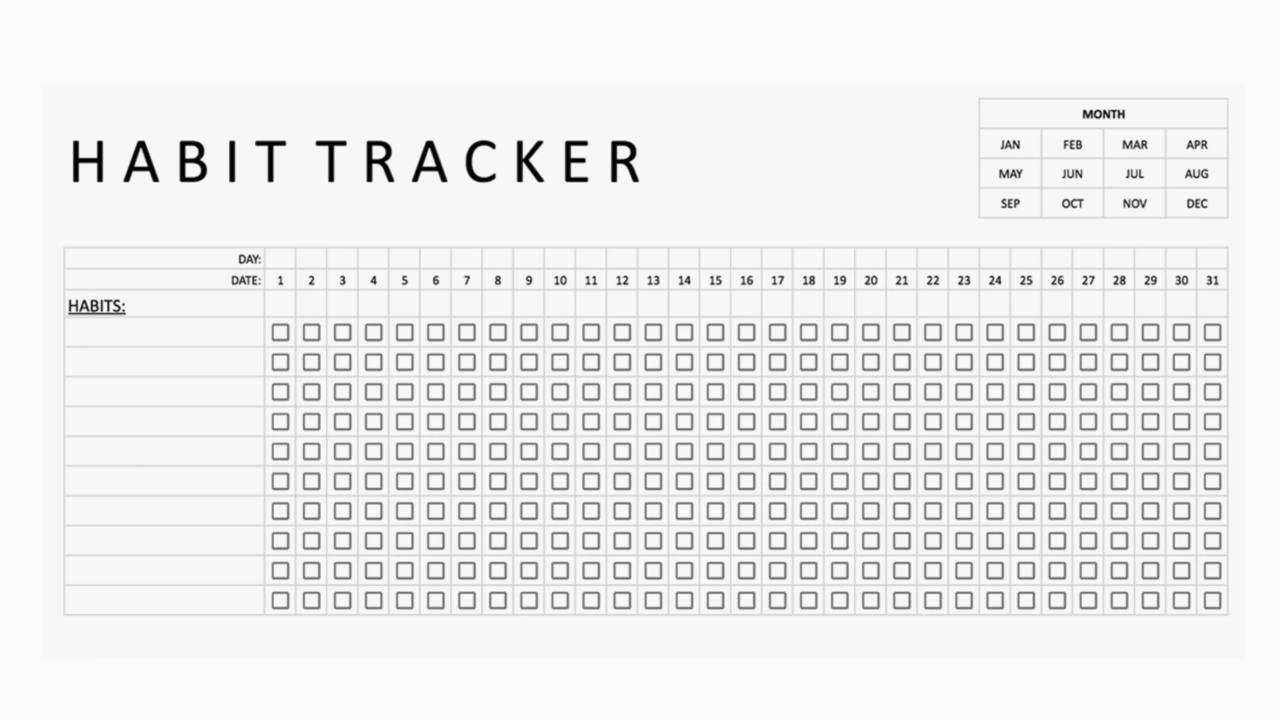 HABIT TRACKER
MONTH
JAN FEB MAR APR
MAY JUN JUL AUG
SEP OCT NOV DEC
DAY:
DATE: 1 2 3 4 5 6 7 8 9 10 11 12 13 14 15 16 17 18 19 20 21 22 23 24 25 26 27 28 29 30 31
HABITS: